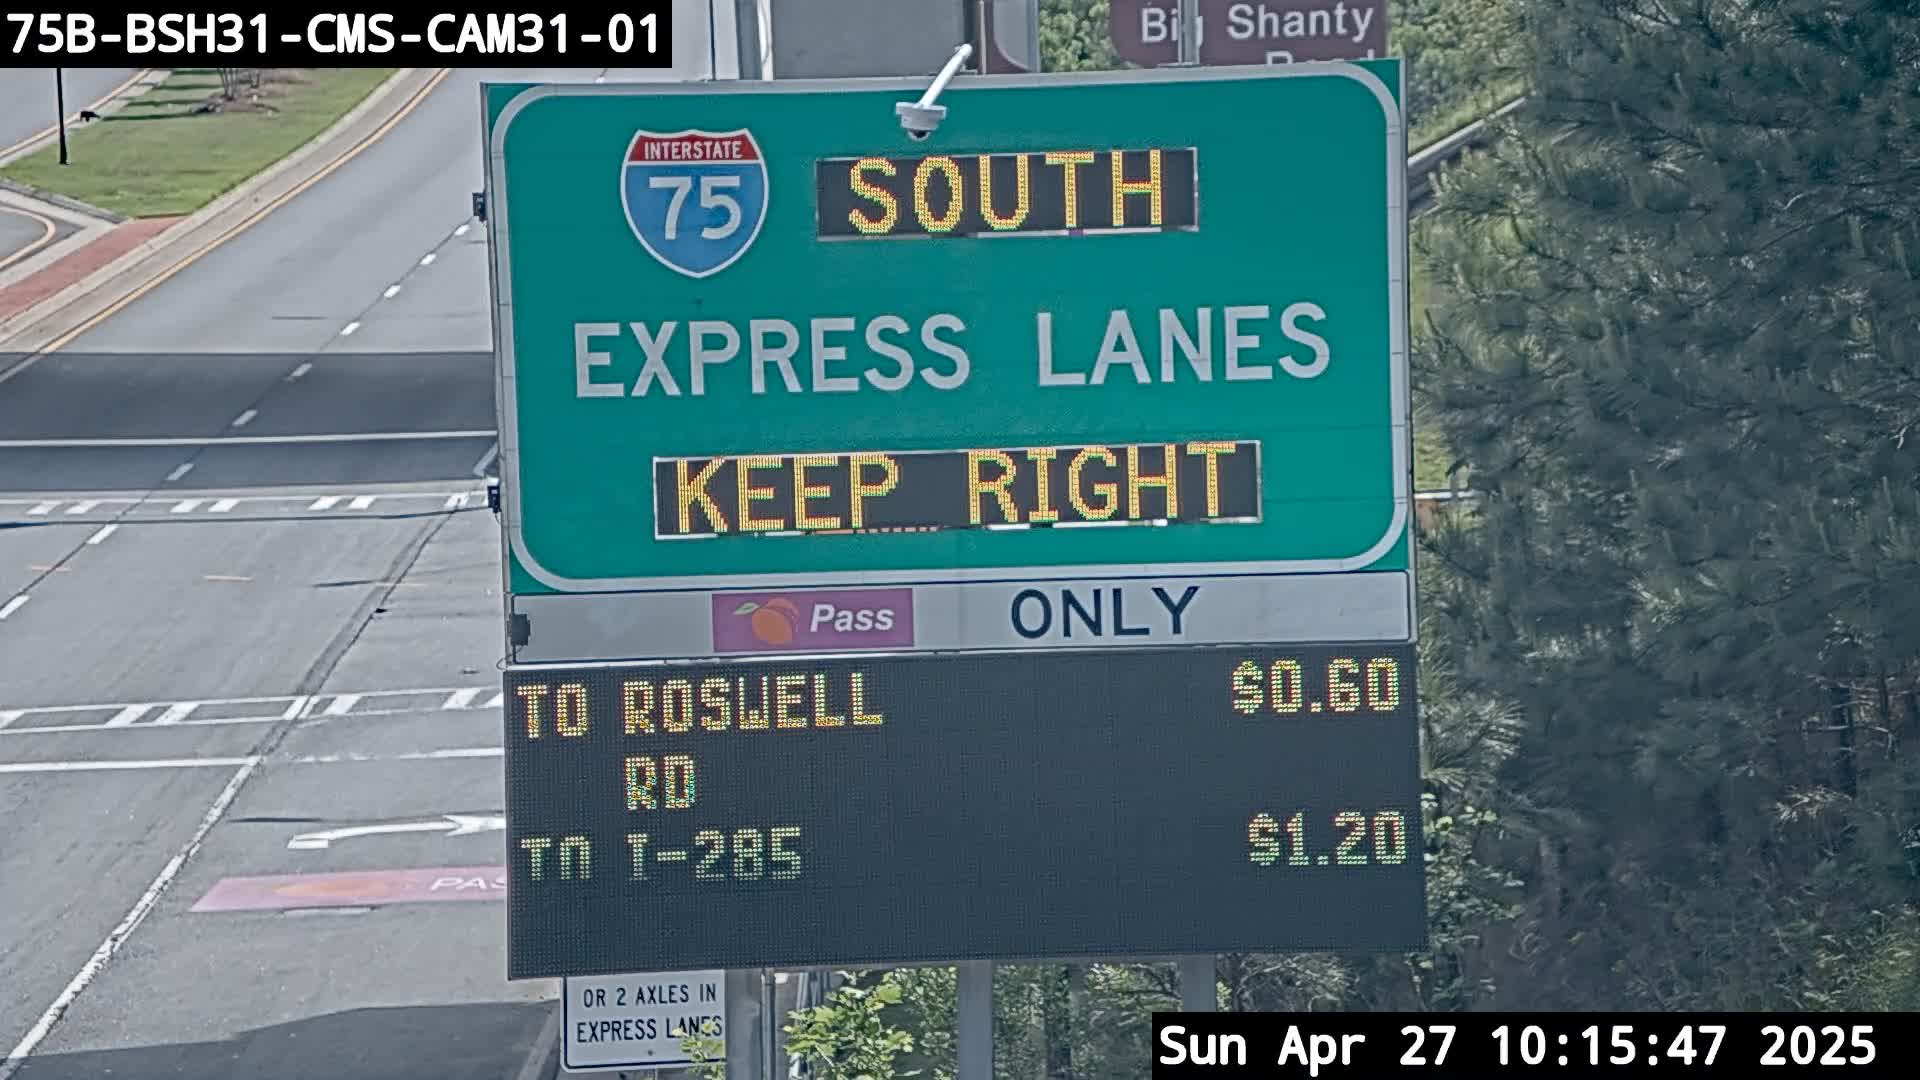 75B-BSH31-CMS-CAM31-01
Big Shanty
Road
INTERSTATE
75
SOUTH
EXPRESS LANES
KEEP RIGHT
Pass ONLY
TO ROSWELL $0.60
RD
TO I-285 $1.20
PAS
OR 2 AXLES IN
EXPRESS LANES
Sun Apr 27 10:15:47 2025